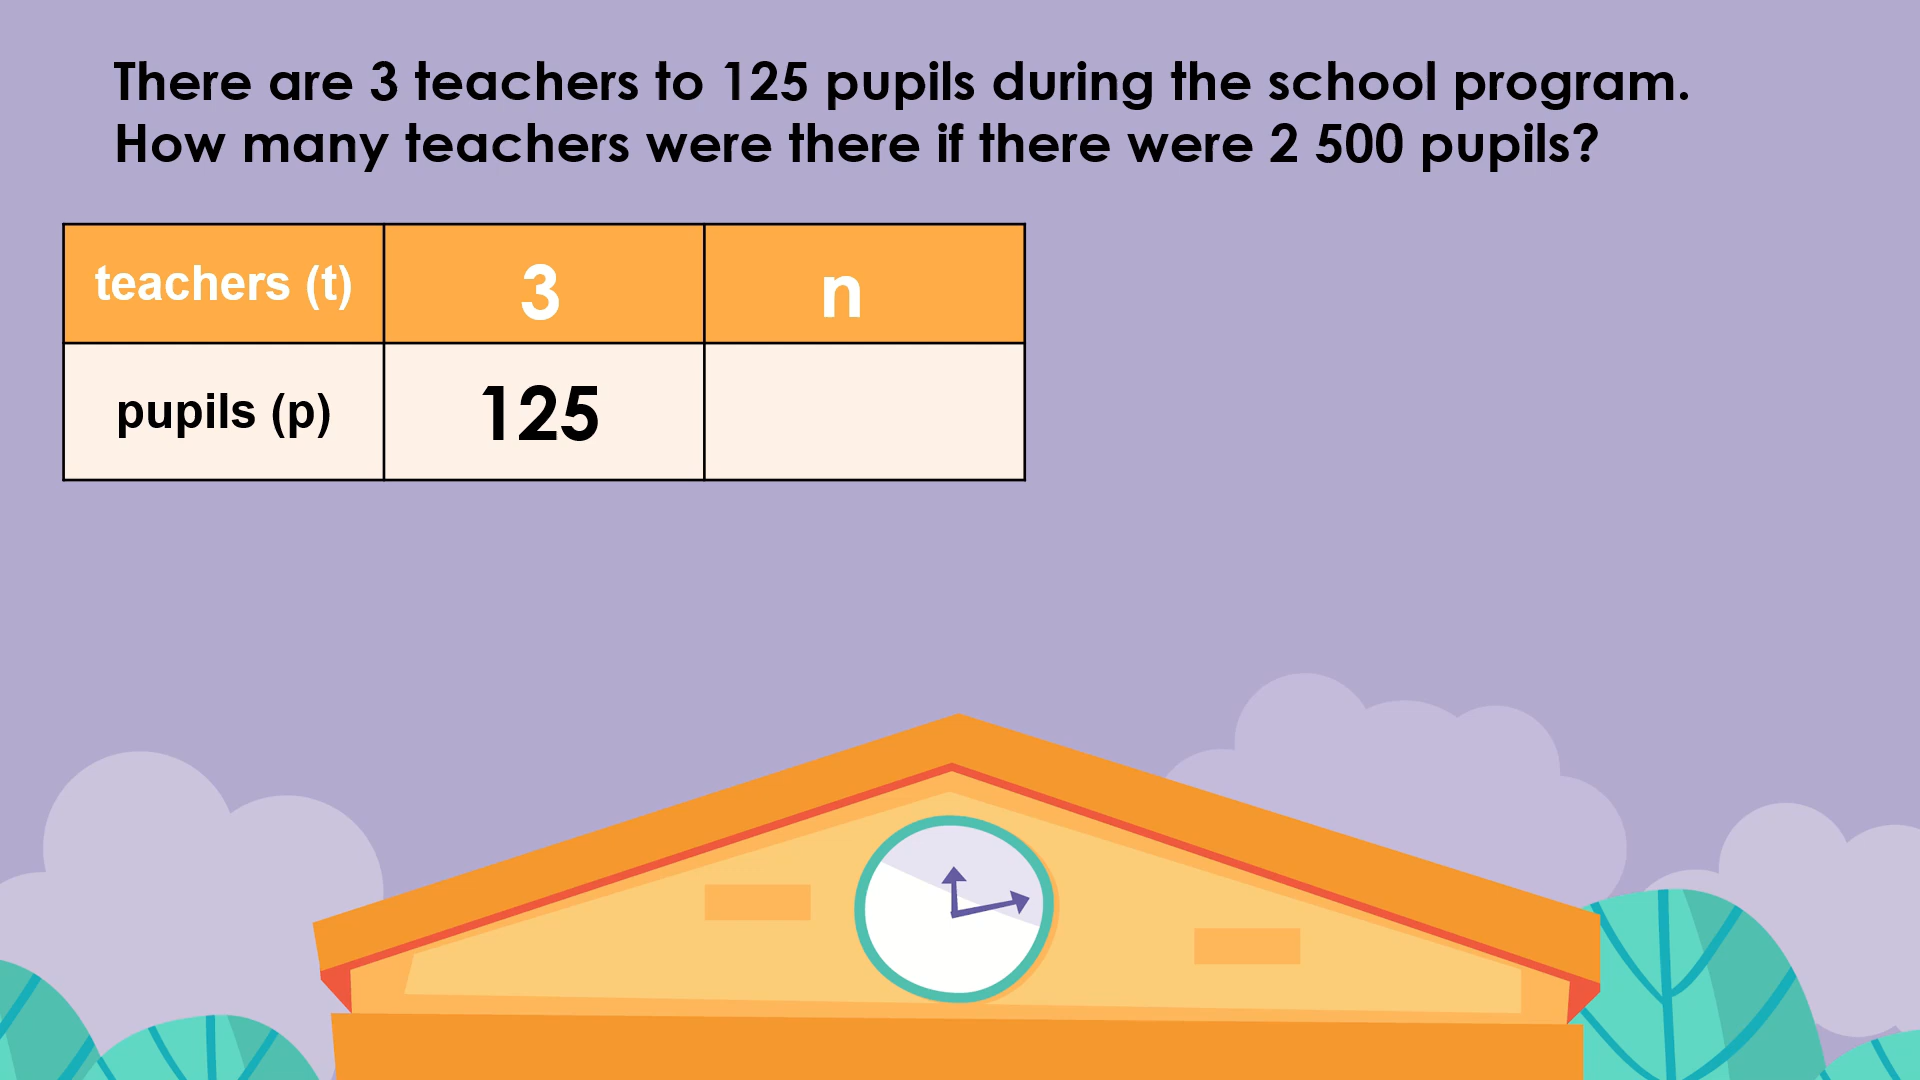 There are 3 teachers to 125 pupils during the school program.
How many teachers were there if there were 2 500 pupils?
teachers (t) 3 n
pupils (p) 125